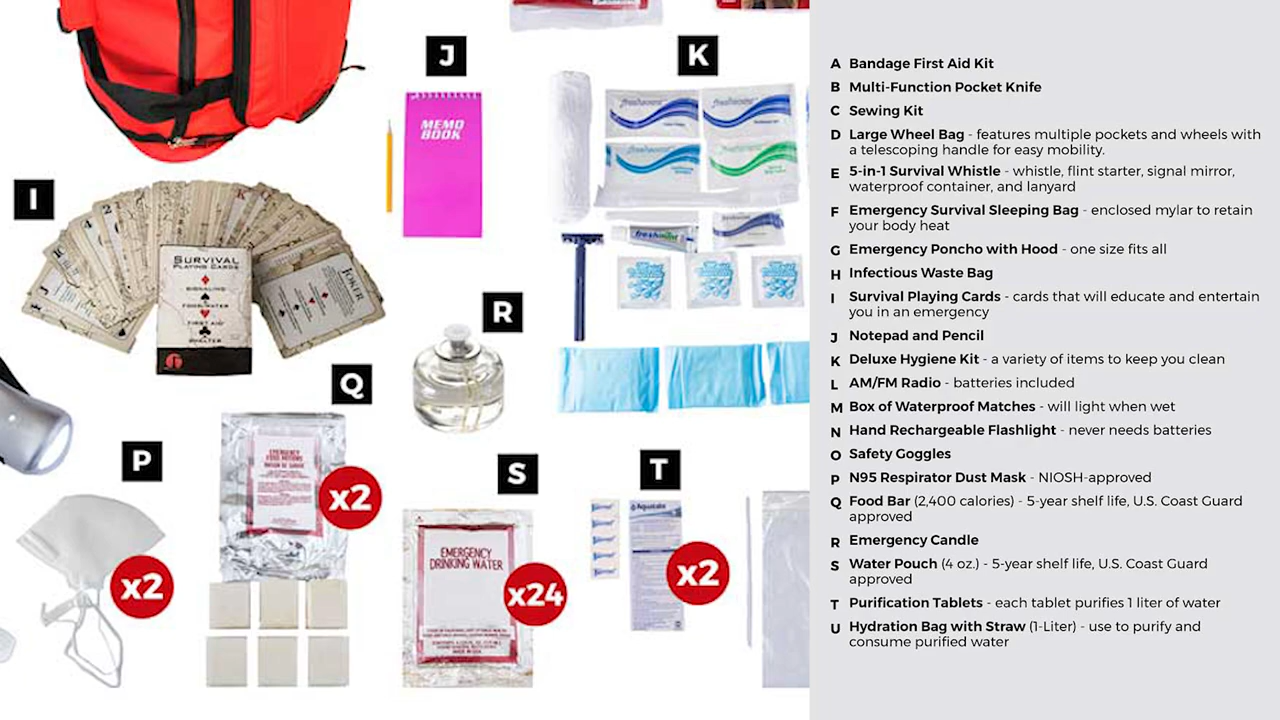 J
MEMO
BOOK
K
freshmint
I
SURVIVAL
PLAYING CARDS
SIGNALING
FOOD/WATER
FIRST AID
SHELTER
JOKER
R
Q
P
EMERGENCY
FOOD RATIONS
x2
x2
S
EMERGENCY
DRINKING WATER
x24
T
Aquatabs
x2
A Bandage First Aid Kit
B Multi-Function Pocket Knife
C Sewing Kit
D Large Wheel Bag - features multiple pockets and wheels with
a telescoping handle for easy mobility.
E 5-in-1 Survival Whistle - whistle, flint starter, signal mirror,
waterproof container, and lanyard
F Emergency Survival Sleeping Bag - enclosed mylar to retain
your body heat
G Emergency Poncho with Hood - one size fits all
H Infectious Waste Bag
I Survival Playing Cards - cards that will educate and entertain
you in an emergency
J Notepad and Pencil
K Deluxe Hygiene Kit - a variety of items to keep you clean
L AM/FM Radio - batteries included
M Box of Waterproof Matches - will light when wet
N Hand Rechargeable Flashlight - never needs batteries
O Safety Goggles
P N95 Respirator Dust Mask - NIOSH-approved
Q Food Bar (2,400 calories) - 5-year shelf life, U.S. Coast Guard
approved
R Emergency Candle
S Water Pouch (4 oz.) - 5-year shelf life, U.S. Coast Guard
approved
T Purification Tablets - each tablet purifies 1 liter of water
U Hydration Bag with Straw (1-Liter) - use to store and
consume purified water